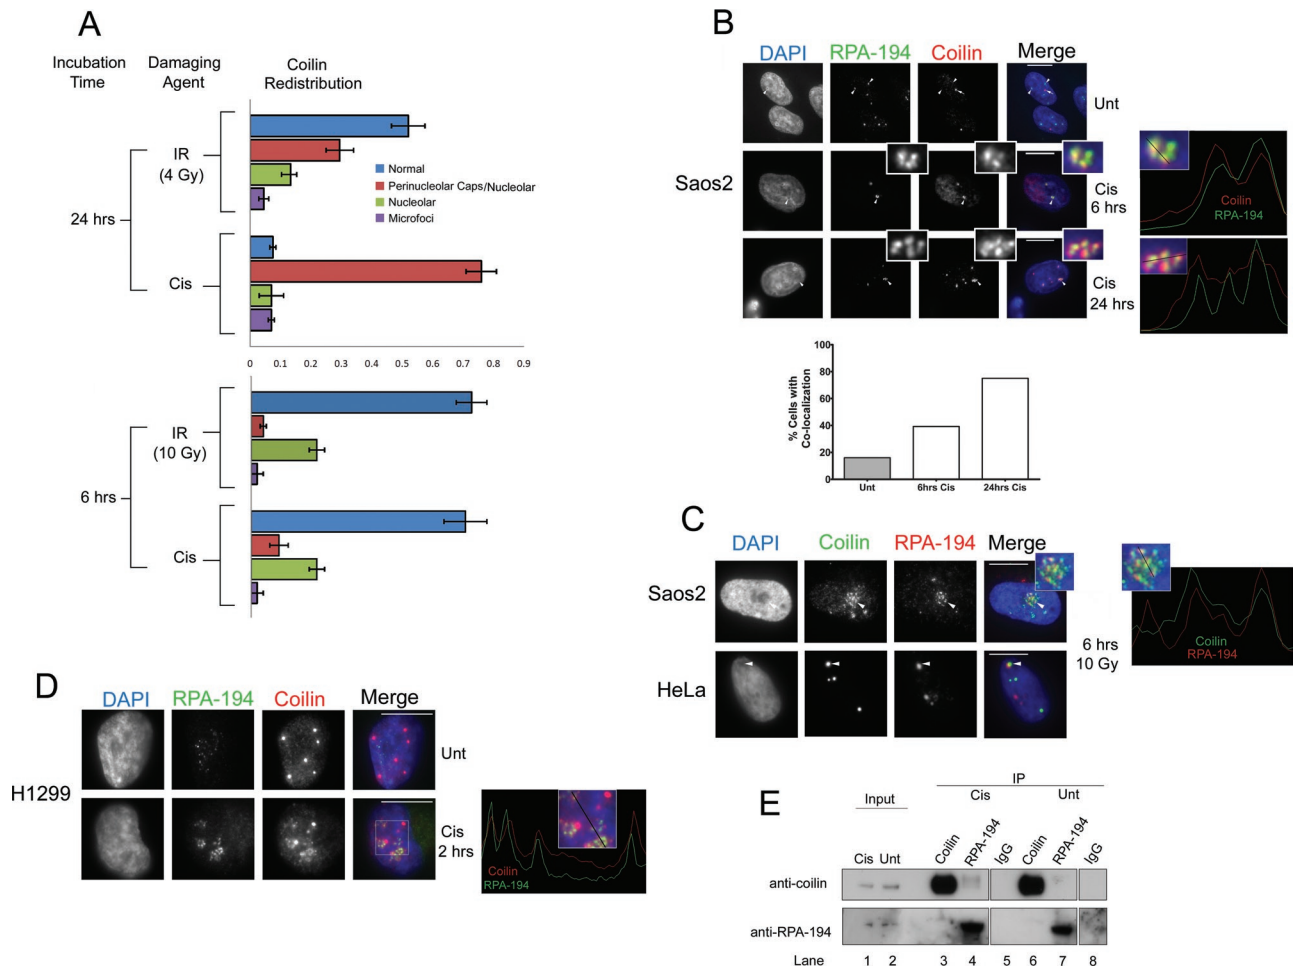 A
Incubation Time
Damaging Agent
Coilin Redistribution
24 hrs
IR (4 Gy)
Cis
Normal
Perinucleolar Caps/Nucleolar
Nucleolar
Microfoci
0 0.1 0.2 0.3 0.4 0.5 0.6 0.7 0.8 0.9
6 hrs
IR (10 Gy)
Cis
B
DAPI RPA-194 Coilin Merge
Unt
Saos2
Cis 6 hrs
Cis 24 hrs
Coilin
RPA-194
% Cells with Co-localization
100
80
60
40
20
0
Unt 6hrs Cis 24hrs Cis
C
DAPI Coilin RPA-194 Merge
Saos2
HeLa
6 hrs 10 Gy
Coilin
RPA-194
D
DAPI RPA-194 Coilin Merge
Unt
H1299
Cis 2 hrs
Coilin
RPA-194
E
IP
Input Cis Unt
Cis Unt Coilin RPA-194 IgG Coilin RPA-194 IgG
anti-coilin
anti-RPA-194
Lane 1 2 3 4 5 6 7 8